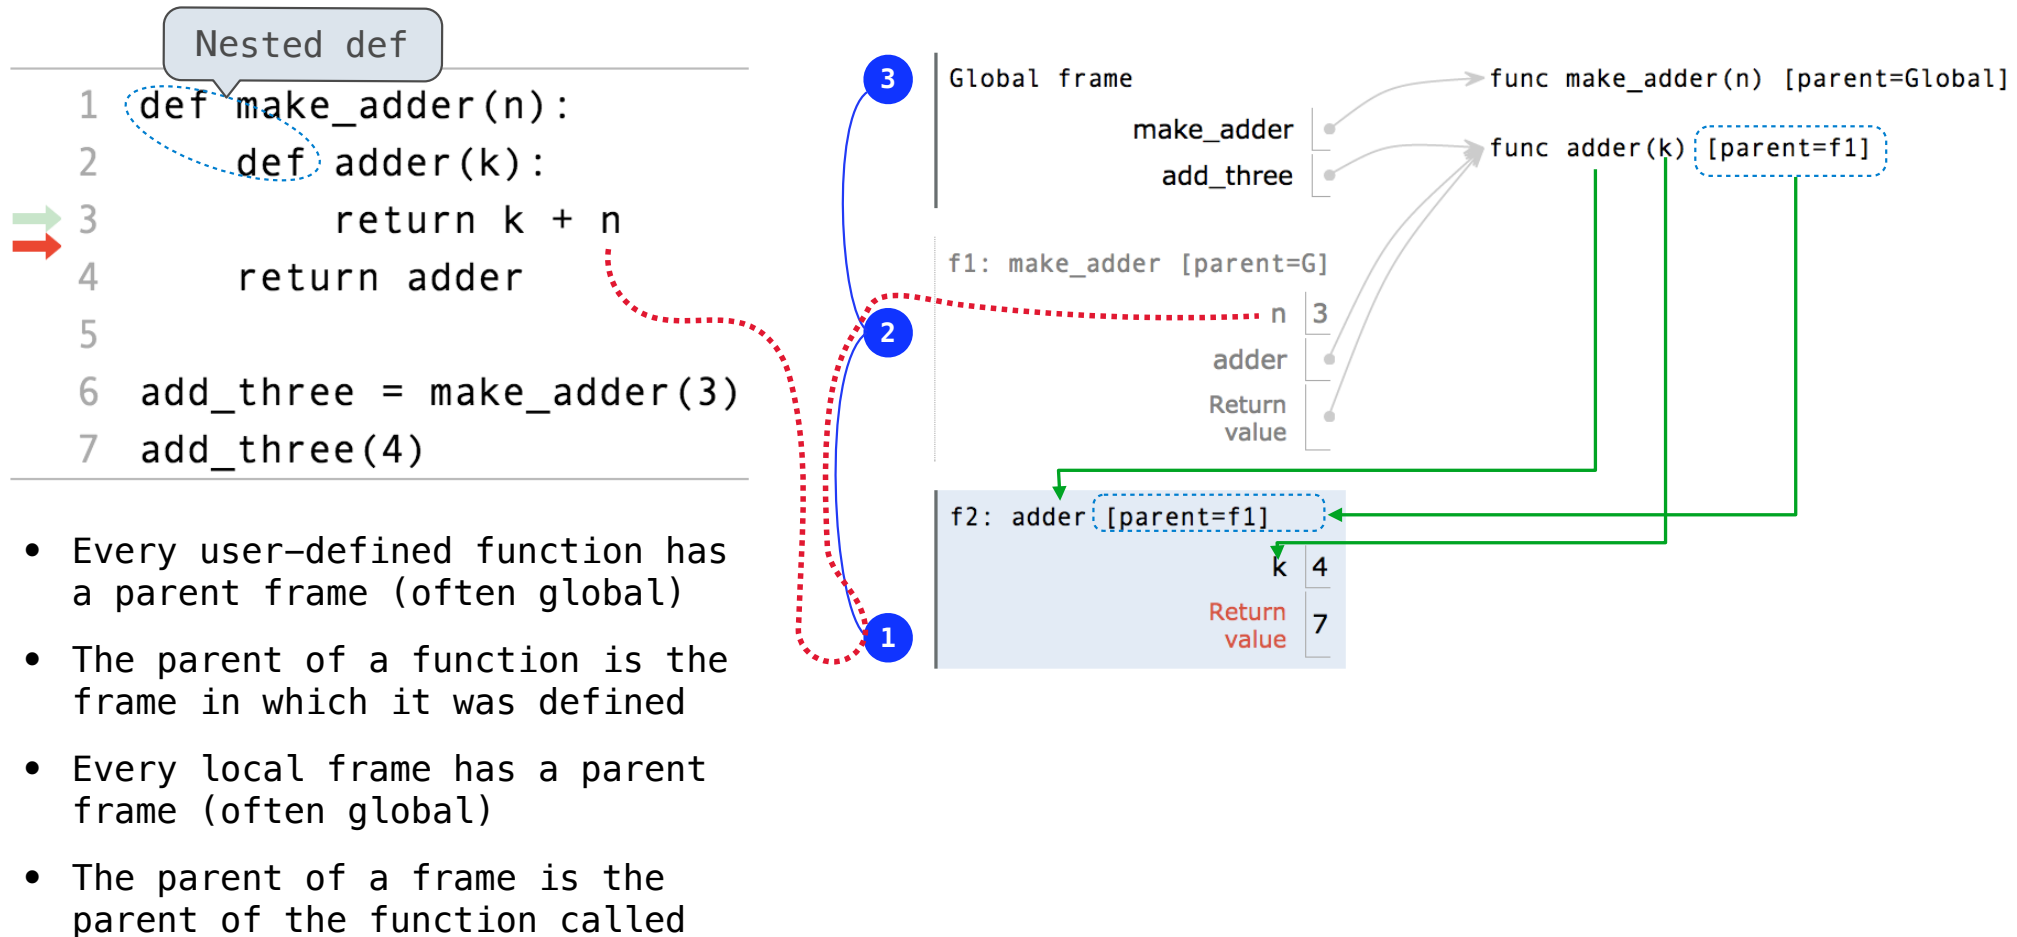 Nested def
1 def make_adder(n):
2     def adder(k):
3         return k + n
4     return adder
5
6 add_three = make_adder(3)
7 add_three(4)
• Every user-defined function has
a parent frame (often global)
• The parent of a function is the
frame in which it was defined
• Every local frame has a parent
frame (often global)
• The parent of a frame is the
parent of the function called
3
Global frame
make_adder
add_three
func make_adder(n) [parent=Global]
func adder(k) [parent=f1]
f1: make_adder [parent=G]
2
n 3
adder
Return
value
f2: adder [parent=f1]
k 4
1
Return
value 7